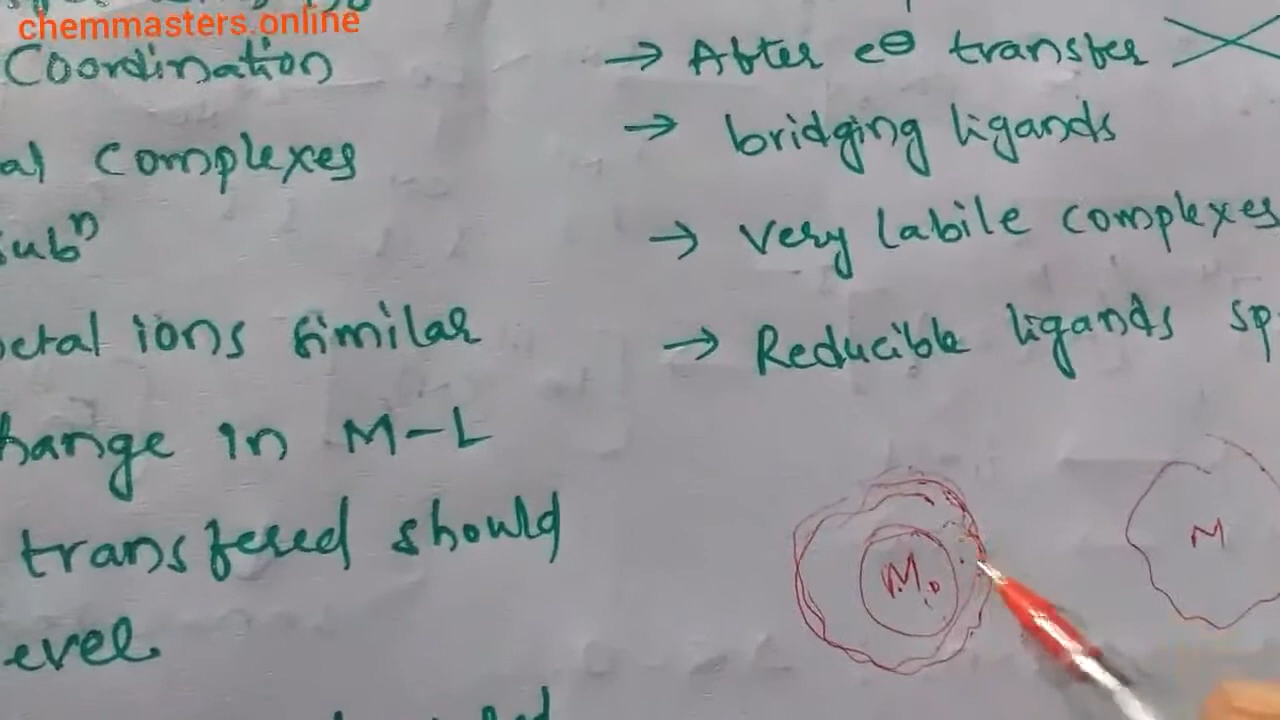 chemmasters.online
Coordination
al complexes
subⁿ
etal ions similar
hange in M-L
transfered should
evel
→ After e⊖ transfer
→ bridging ligands
→ Very labile complexes
→ Reducible ligands sp
M
M